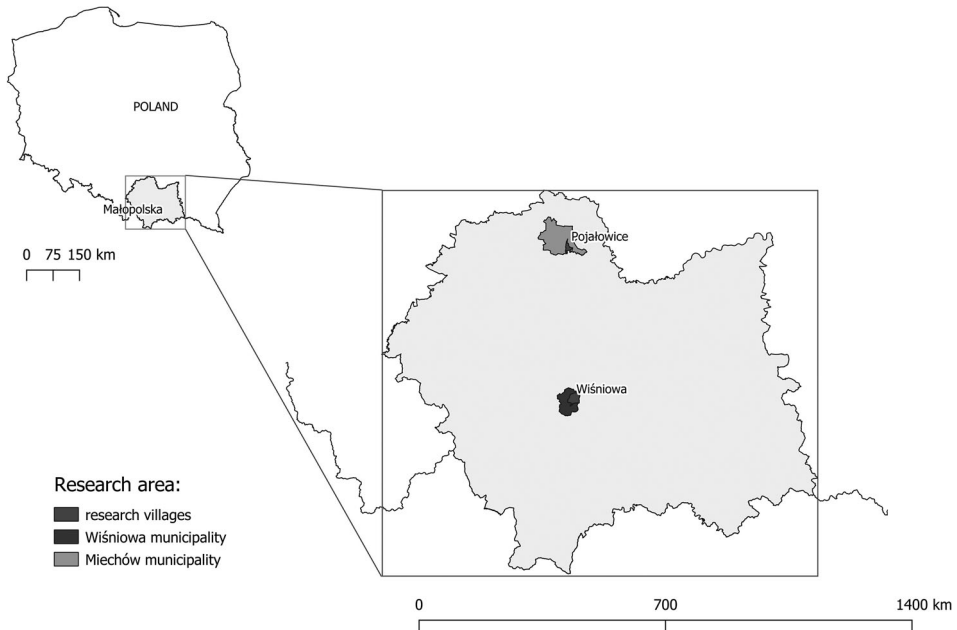 POLAND
Małopolska
0 75 150 km
Pojałowice
Wiśniowa
Research area:
research villages
Wiśniowa municipality
Miechów municipality
0 700 1400 km